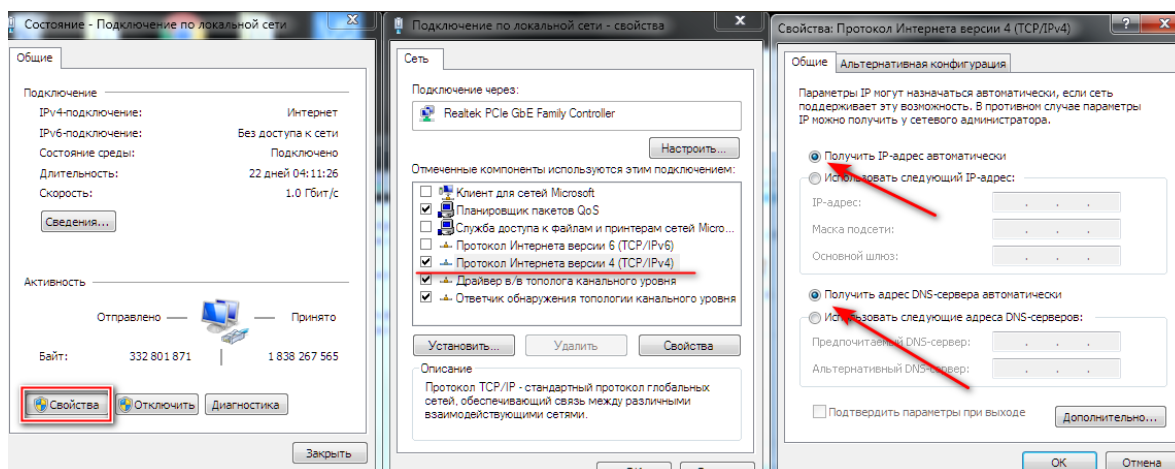 Состояние - Подключение по локальной сети
Общие
Подключение
IPv4-подключение: Интернет
IPv6-подключение: Без доступа к сети
Состояние среды: Подключено
Длительность: 22 дней 04:11:26
Скорость: 1.0 Гбит/с
Сведения...
Активность
Отправлено — — Принято
Байт: 332 801 871 | 1 838 267 565
Свойства Отключить Диагностика
Закрыть
Подключение по локальной сети - свойства
Сеть
Подключение через:
Realtek PCIe GbE Family Controller
Настроить...
Отмеченные компоненты используются этим подключением:
Клиент для сетей Microsoft
Планировщик пакетов QoS
Служба доступа к файлам и принтерам сетей Micro...
Протокол Интернета версии 6 (TCP/IPv6)
Протокол Интернета версии 4 (TCP/IPv4)
Драйвер в/в тополога канального уровня
Ответчик обнаружения топологии канального уровня
Установить... Удалить Свойства
Описание
Протокол TCP/IP - стандартный протокол глобальных
сетей, обеспечивающий связь между различными
взаимодействующими сетями.
Свойства: Протокол Интернета версии 4 (TCP/IPv4)
Общие Альтернативная конфигурация
Параметры IP могут назначаться автоматически, если сеть
поддерживает эту возможность. В противном случае параметры
IP можно получить у сетевого администратора.
Получить IP-адрес автоматически
Использовать следующий IP-адрес:
IP-адрес:
Маска подсети:
Основной шлюз:
Получить адрес DNS-сервера автоматически
Использовать следующие адреса DNS-серверов:
Предпочитаемый DNS-сервер:
Альтернативный DNS-сервер:
Подтвердить параметры при выходе
Дополнительно...
OK Отмена